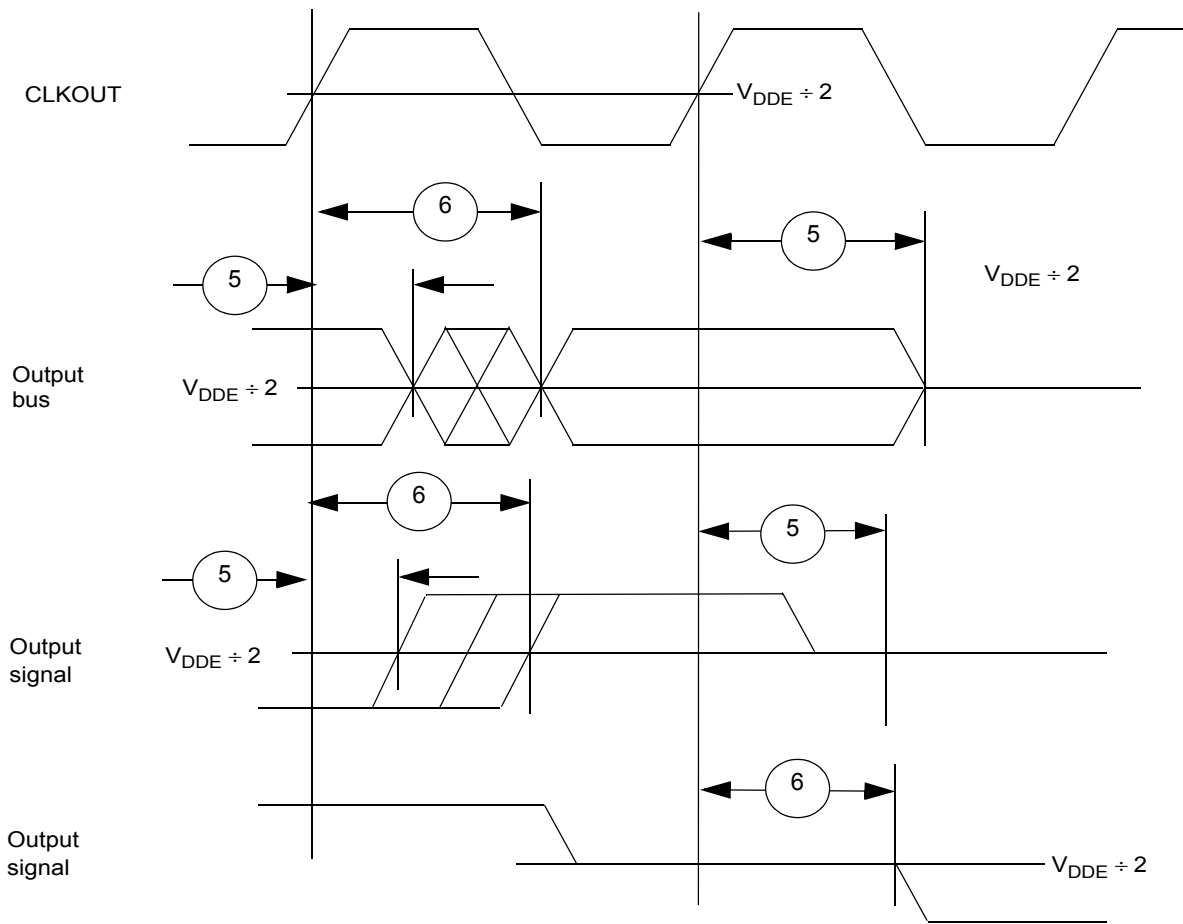 CLKOUT
V_DDE ÷ 2
6
5
5
V_DDE ÷ 2
Output
bus
V_DDE ÷ 2
6
5
5
Output
signal
V_DDE ÷ 2
6
Output
signal
V_DDE ÷ 2